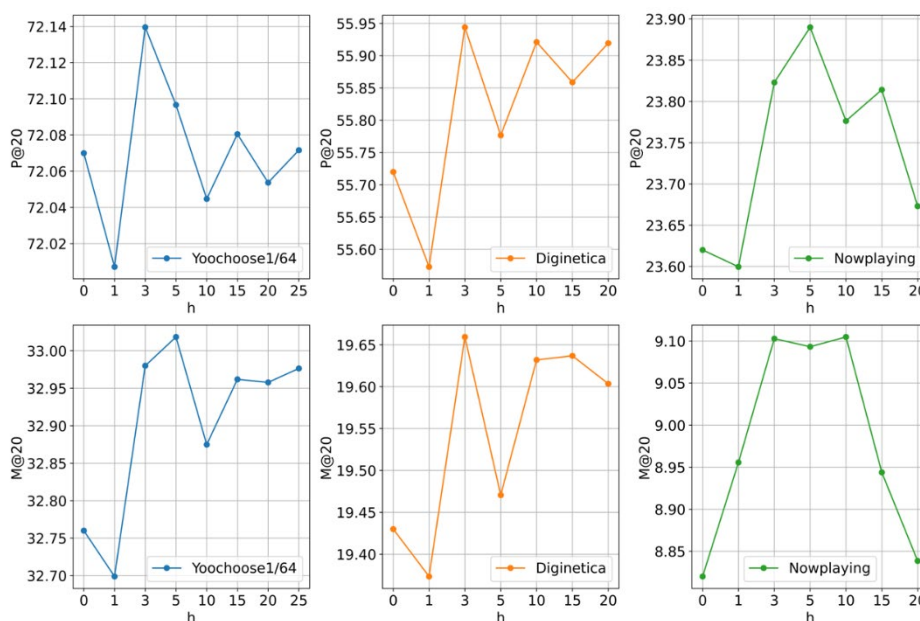 72.14
72.12
72.10
72.08
72.06
72.04
72.02
P@20
0 1 3 5 10 15 20 25
h
Yoochoose1/64
55.95
55.90
55.85
55.80
55.75
55.70
55.65
55.60
P@20
0 1 3 5 10 15 20
h
Diginetica
23.90
23.85
23.80
23.75
23.70
23.65
23.60
P@20
0 1 3 5 10 15 20
h
Nowplaying
33.00
32.95
32.90
32.85
32.80
32.75
32.70
M@20
0 1 3 5 10 15 20 25
h
Yoochoose1/64
19.65
19.60
19.55
19.50
19.45
19.40
M@20
0 1 3 5 10 15 20
h
Diginetica
9.10
9.05
9.00
8.95
8.90
8.85
M@20
0 1 3 5 10 15 20
h
Nowplaying